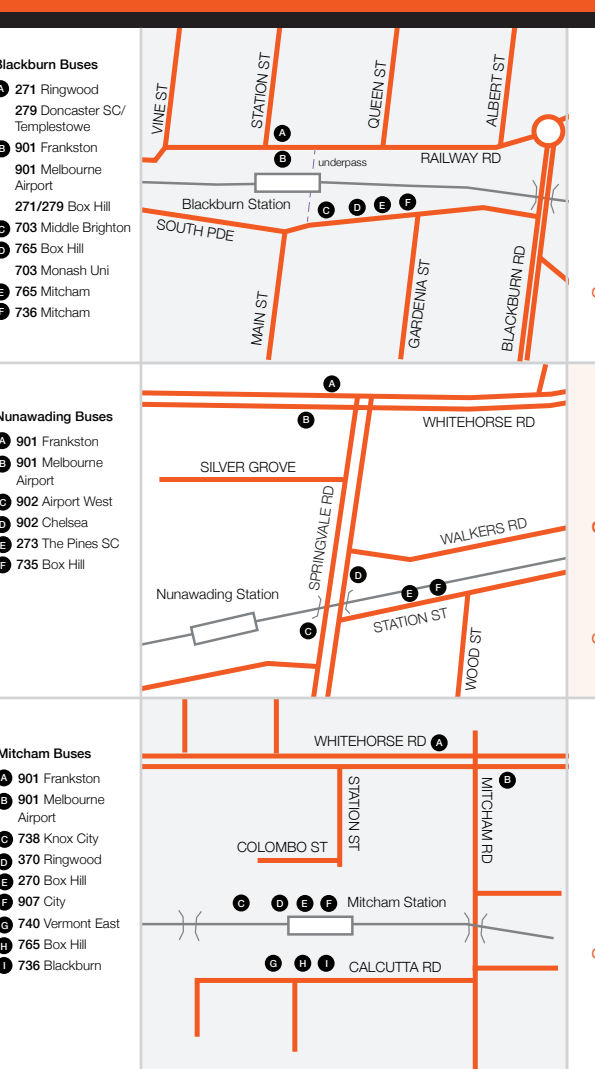 Blackburn Buses
A 271 Ringwood
279 Doncaster SC/
Templestowe
B 901 Frankston
901 Melbourne
Airport
271/279 Box Hill
C 703 Middle Brighton
D 765 Box Hill
703 Monash Uni
E 765 Mitcham
F 736 Mitcham
VINE ST
STATION ST
QUEEN ST
ALBERT ST
A
B
underpass
RAILWAY RD
Blackburn Station
C D E F
SOUTH PDE
MAIN ST
GARDENIA ST
BLACKBURN RD
Nunawading Buses
A 901 Frankston
B 901 Melbourne
Airport
C 902 Airport West
D 902 Chelsea
E 273 The Pines SC
F 735 Box Hill
A
B
WHITEHORSE RD
SILVER GROVE
SPRINGVALE RD
WALKERS RD
D
Nunawading Station
E F
STATION ST
C
WOOD ST
Mitcham Buses
A 901 Frankston
B 901 Melbourne
Airport
C 738 Knox City
D 370 Ringwood
E 270 Box Hill
F 907 City
G 740 Vermont East
H 765 Box Hill
I 736 Blackburn
WHITEHORSE RD A
B
STATION ST
MITCHAM RD
COLOMBO ST
C D E F Mitcham Station
G H I CALCUTTA RD